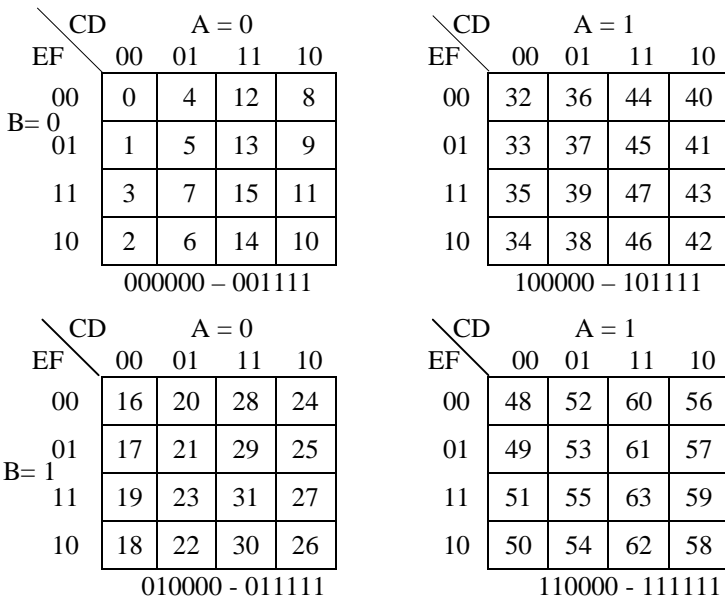 CD A = 0
EF 00 01 11 10
00 0 4 12 8
B= 0
01 1 5 13 9
11 3 7 15 11
10 2 6 14 10
000000 – 001111
CD A = 1
EF 00 01 11 10
00 32 36 44 40
01 33 37 45 41
11 35 39 47 43
10 34 38 46 42
100000 – 101111
CD A = 0
EF 00 01 11 10
00 16 20 28 24
01 17 21 29 25
B= 1
11 19 23 31 27
10 18 22 30 26
010000 - 011111
CD A = 1
EF 00 01 11 10
00 48 52 60 56
01 49 53 61 57
11 51 55 63 59
10 50 54 62 58
110000 - 111111